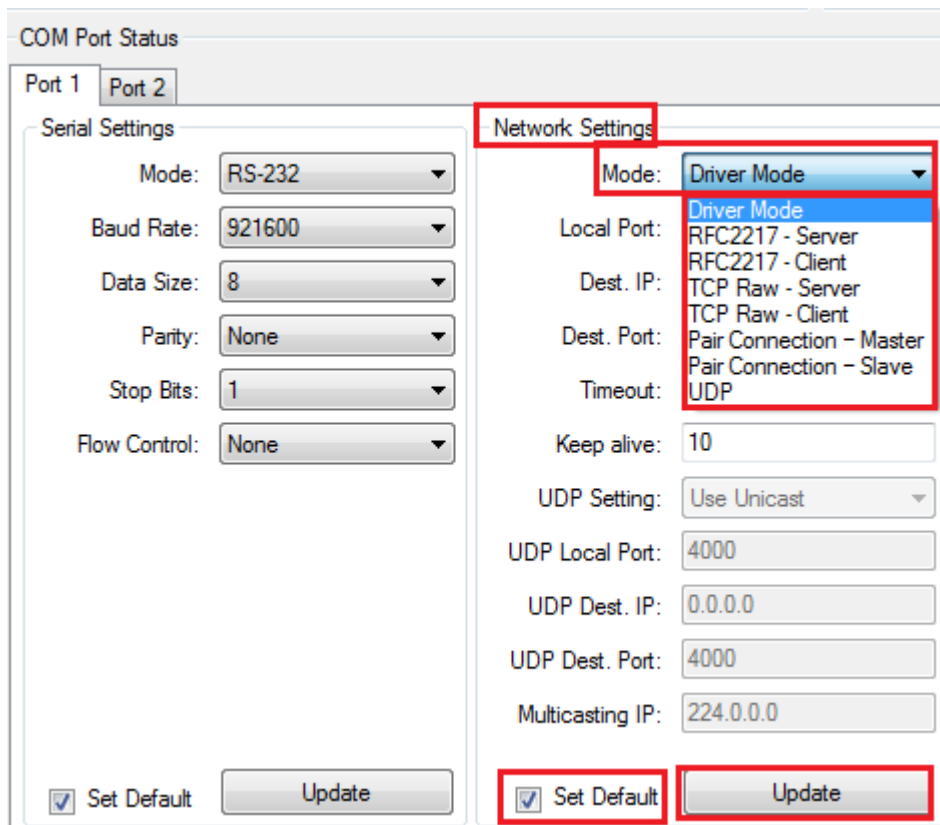 COM Port Status
Port 1
Port 2
Serial Settings
Mode: RS-232
Baud Rate: 921600
Data Size: 8
Parity: None
Stop Bits: 1
Flow Control: None
Set Default
Update
Network Settings
Mode: Driver Mode
Driver Mode
RFC2217 - Server
RFC2217 - Client
TCP Raw - Server
TCP Raw - Client
Pair Connection – Master
Pair Connection – Slave
UDP
Local Port:
Dest. IP:
Dest. Port:
Timeout:
Keep alive: 10
UDP Setting: Use Unicast
UDP Local Port: 4000
UDP Dest. IP: 0.0.0.0
UDP Dest. Port: 4000
Multicasting IP: 224.0.0.0
Set Default
Update